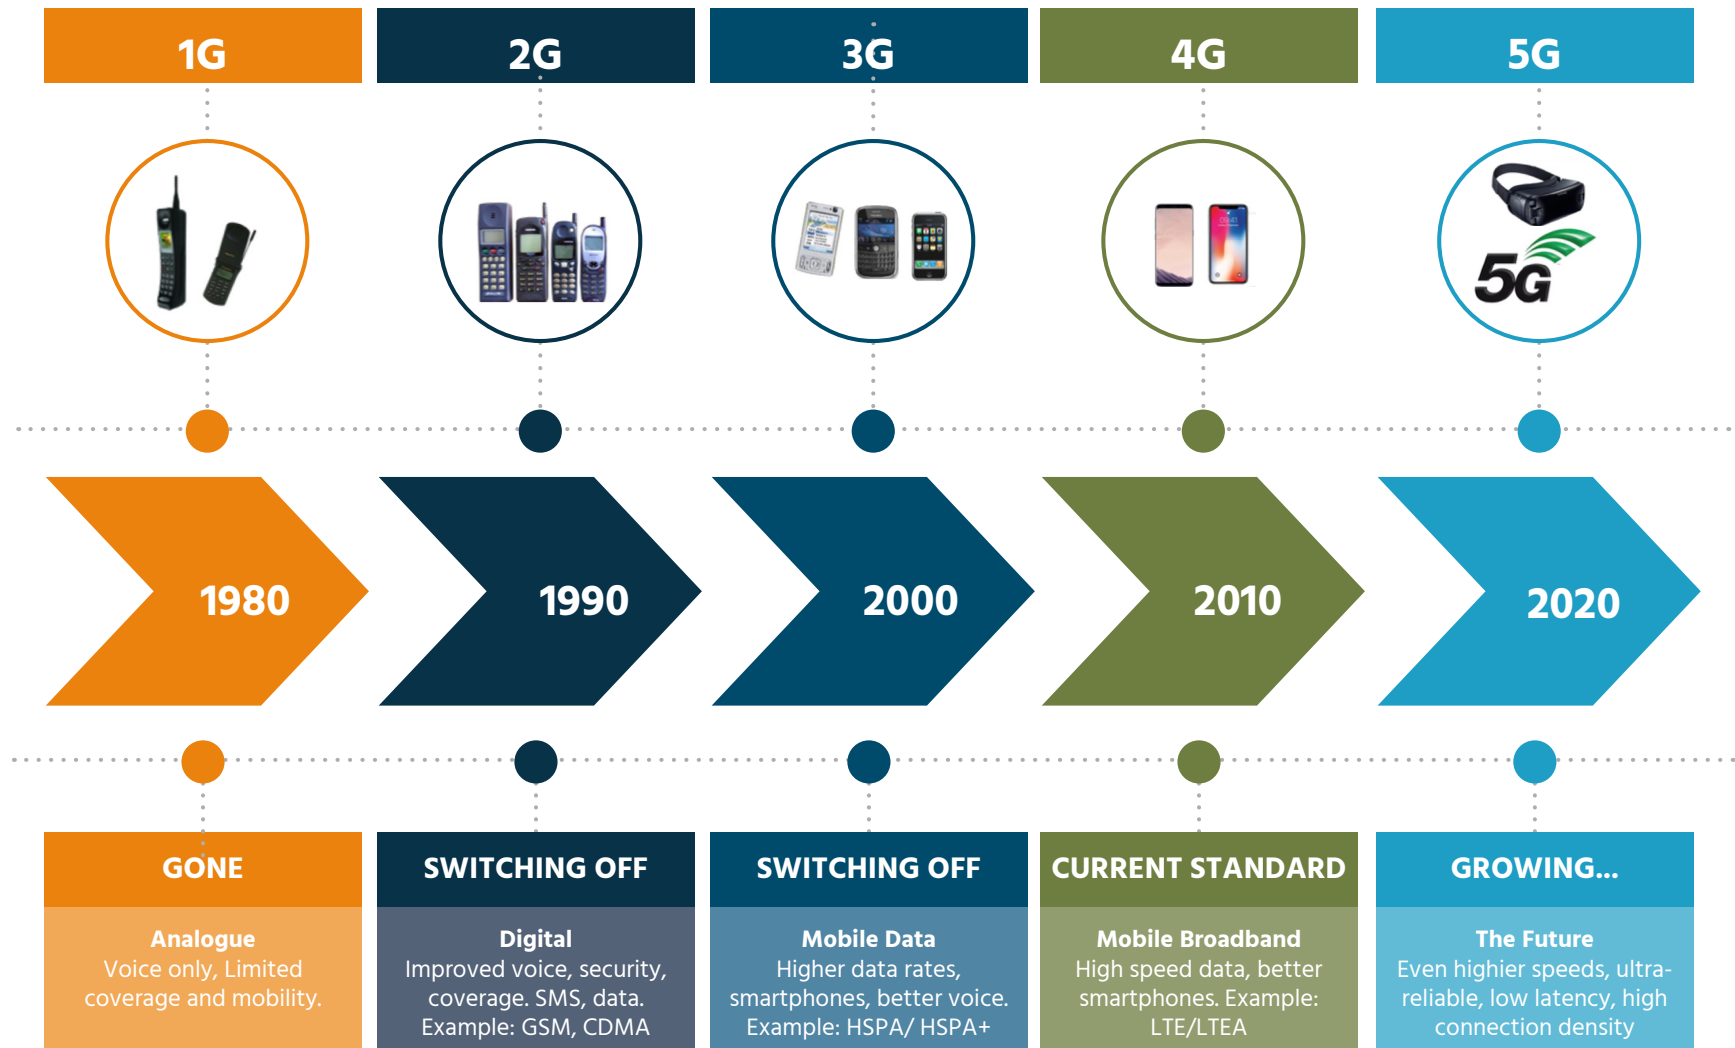 1G
2G
3G
4G
5G
09:41
5G
1980
1990
2000
2010
2020
GONE
Analogue
Voice only, Limited
coverage and mobility.
SWITCHING OFF
Digital
Improved voice, security,
coverage. SMS, data.
Example: GSM, CDMA
SWITCHING OFF
Mobile Data
Higher data rates,
smartphones, better voice.
Example: HSPA/ HSPA+
CURRENT STANDARD
Mobile Broadband
High speed data, better
smartphones. Example:
LTE/LTEA
GROWING...
The Future
Even highier speeds, ultra-
reliable, low latency, high
connection density